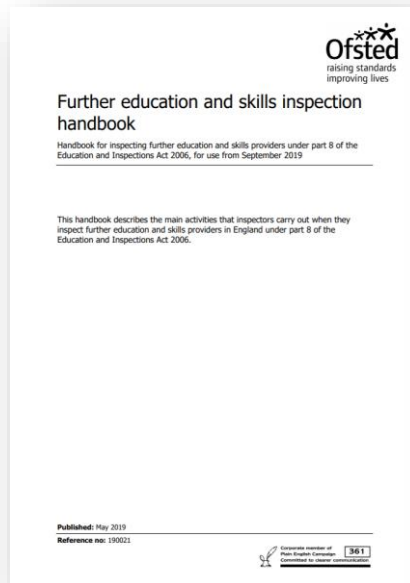 Ofsted
raising standards
improving lives
Further education and skills inspection
handbook
Handbook for inspecting further education and skills providers under part 8 of the
Education and Inspections Act 2006, for use from September 2019
This handbook describes the main activities that inspectors carry out when they
inspect further education and skills providers in England under part 8 of the
Education and Inspections Act 2006.
Published: May 2019
Reference no: 190021
Corporate member of
Plain English Campaign
Committed to clearer communication
361